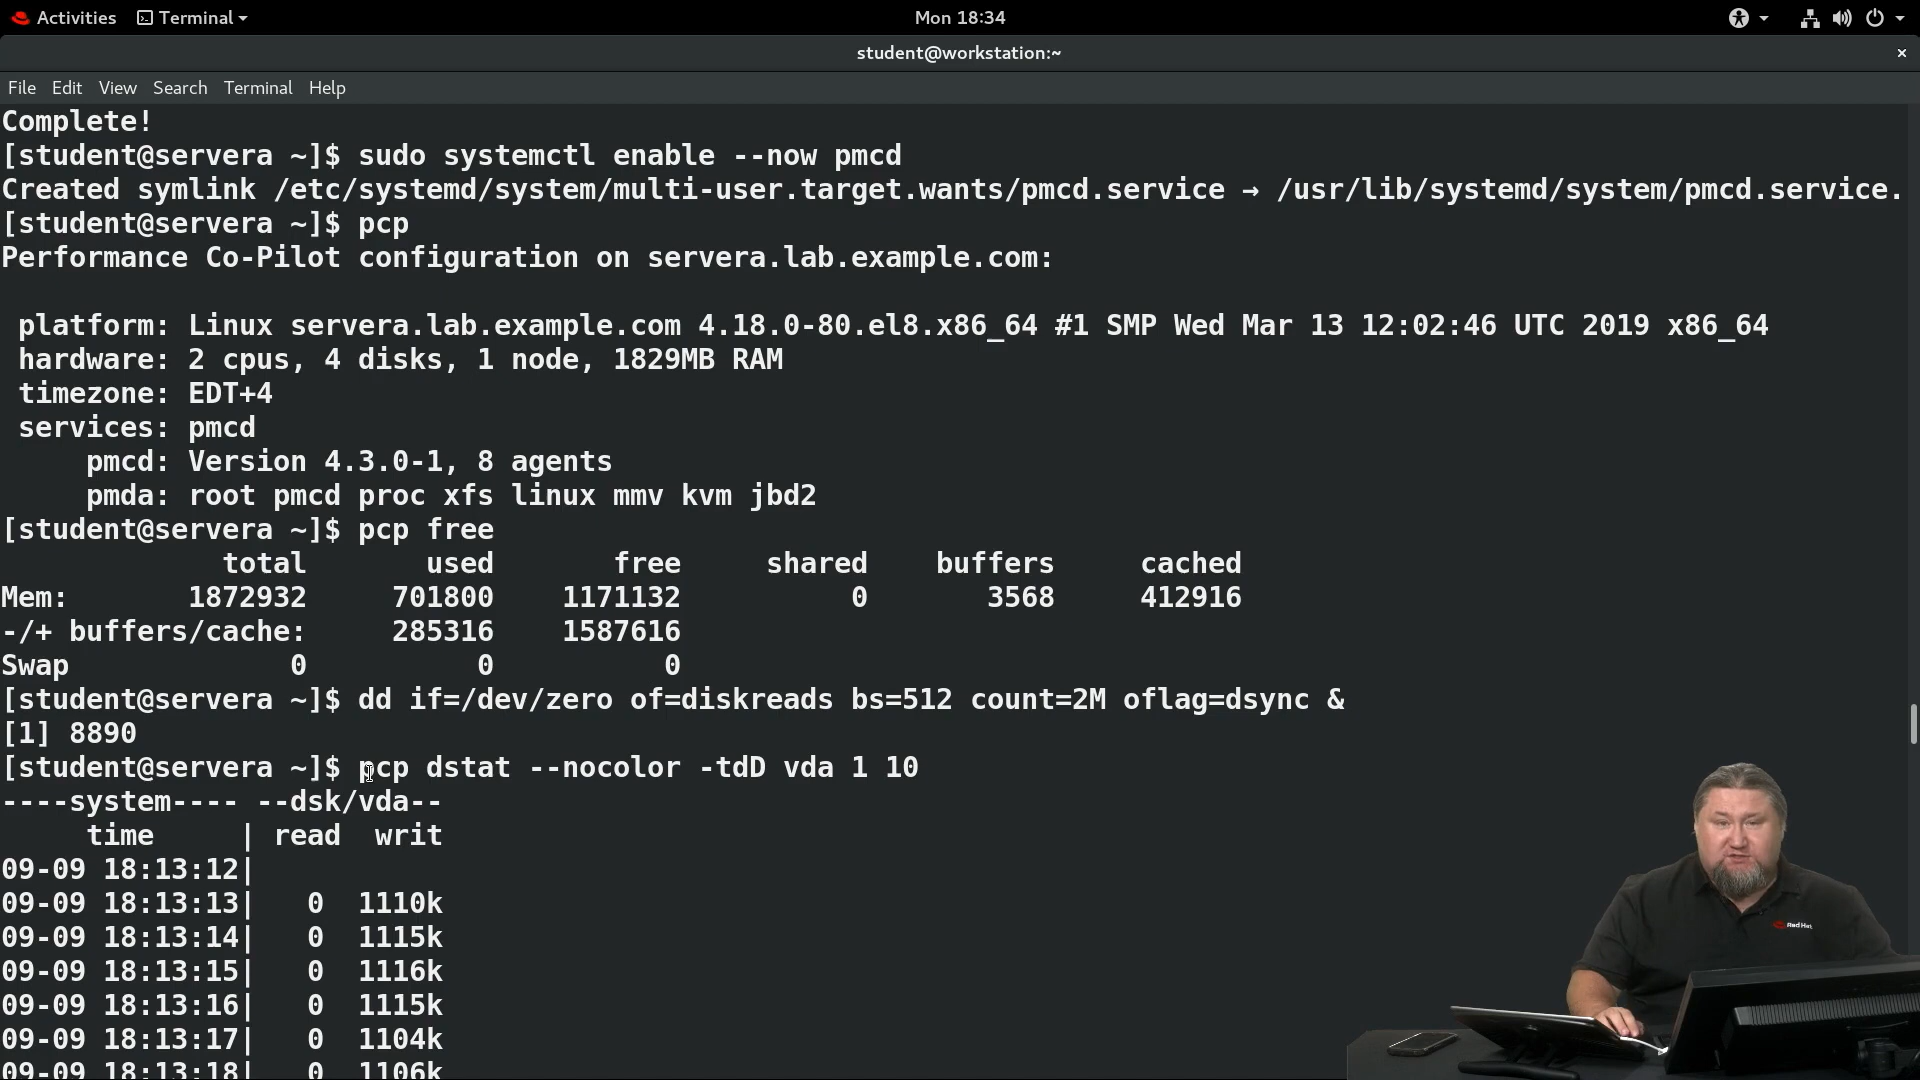 Activities Terminal Mon 18:34
student@workstation:~ ×
File Edit View Search Terminal Help
Complete!
[student@servera ~]$ sudo systemctl enable --now pmcd
Created symlink /etc/systemd/system/multi-user.target.wants/pmcd.service → /usr/lib/systemd/system/pmcd.service.
[student@servera ~]$ pcp
Performance Co-Pilot configuration on servera.lab.example.com:
platform: Linux servera.lab.example.com 4.18.0-80.el8.x86_64 #1 SMP Wed Mar 13 12:02:46 UTC 2019 x86_64
hardware: 2 cpus, 4 disks, 1 node, 1829MB RAM
timezone: EDT+4
services: pmcd
pmcd: Version 4.3.0-1, 8 agents
pmda: root pmcd proc xfs linux mmv kvm jbd2
[student@servera ~]$ pcp free
total used free shared buffers cached
Mem: 1872932 701800 1171132 0 3568 412916
-/+ buffers/cache: 285316 1587616
Swap 0 0 0
[student@servera ~]$ dd if=/dev/zero of=diskreads bs=512 count=2M oflag=dsync &
[1] 8890
[student@servera ~]$ pcp dstat --nocolor -tdD vda 1 10
----system---- --dsk/vda--
time | read writ
09-09 18:13:12|
09-09 18:13:13| 0 1110k
09-09 18:13:14| 0 1115k
09-09 18:13:15| 0 1116k
09-09 18:13:16| 0 1115k
09-09 18:13:17| 0 1104k
09-09 18:13:18| 0 1106k
Red Hat